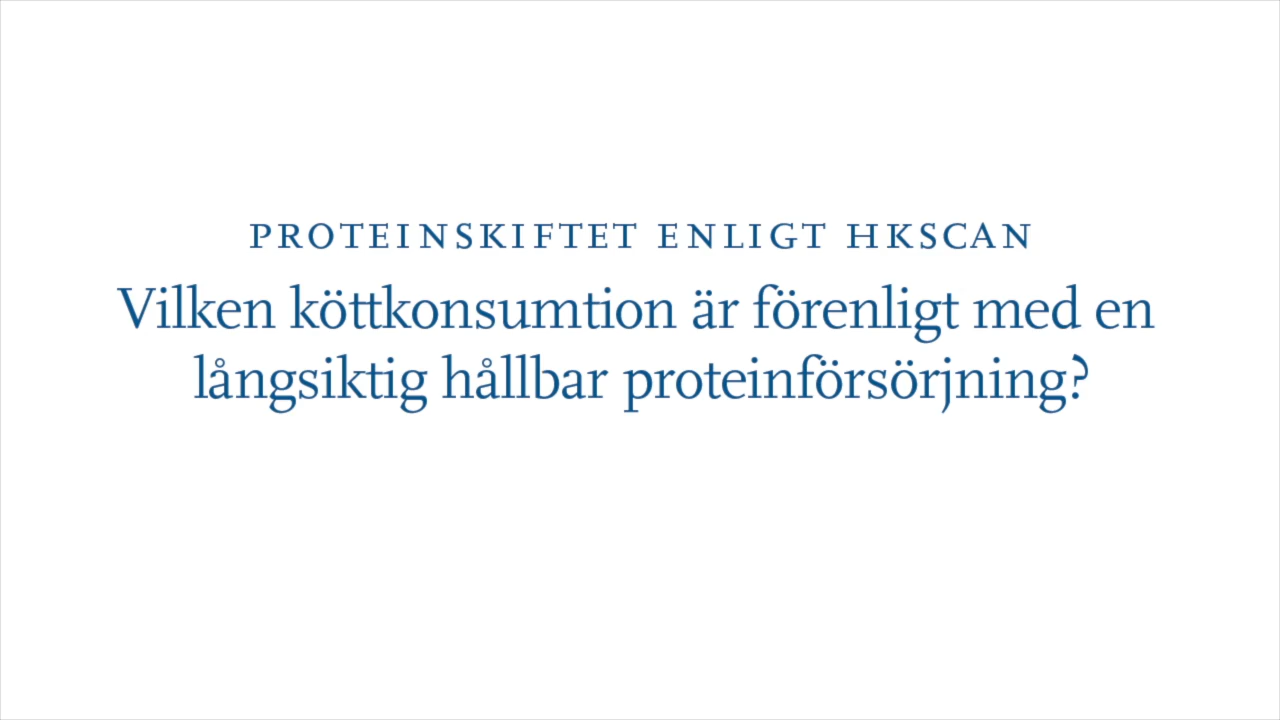 PROTEINSKIFTET ENLIGT HKSCAN
Vilken köttkonsumtion är förenligt med en
långsiktig hållbar proteinförsörjning?